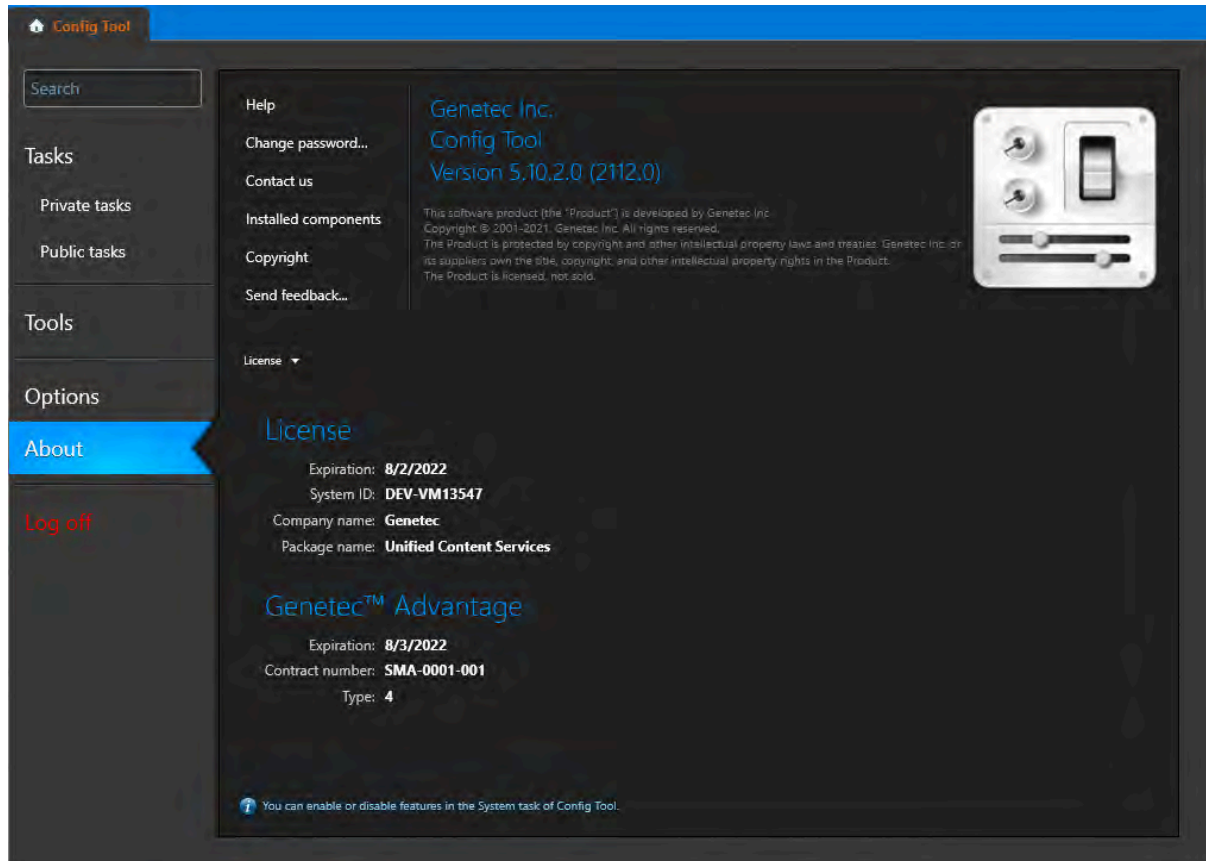 Config Tool
Search
Tasks
Private tasks
Public tasks
Tools
Options
About
Log off
Help
Change password...
Contact us
Installed components
Copyright
Send feedback...
Genetec Inc.
Config Tool
Version 5.10.2.0 (2112.0)
This software product (the "Product") is developed by Genetec Inc
Copyright © 2001-2021. Genetec Inc. All rights reserved.
The Product is protected by copyright and other intellectual property laws and treaties. Genetec Inc. or
its suppliers own the title, copyright, and other intellectual property rights in the Product.
The Product is licensed, not sold.
License
License
Expiration: 8/2/2022
System ID: DEV-VM13547
Company name: Genetec
Package name: Unified Content Services
Genetec™ Advantage
Expiration: 8/3/2022
Contract number: SMA-0001-001
Type: 4
You can enable or disable features in the System task of Config Tool.